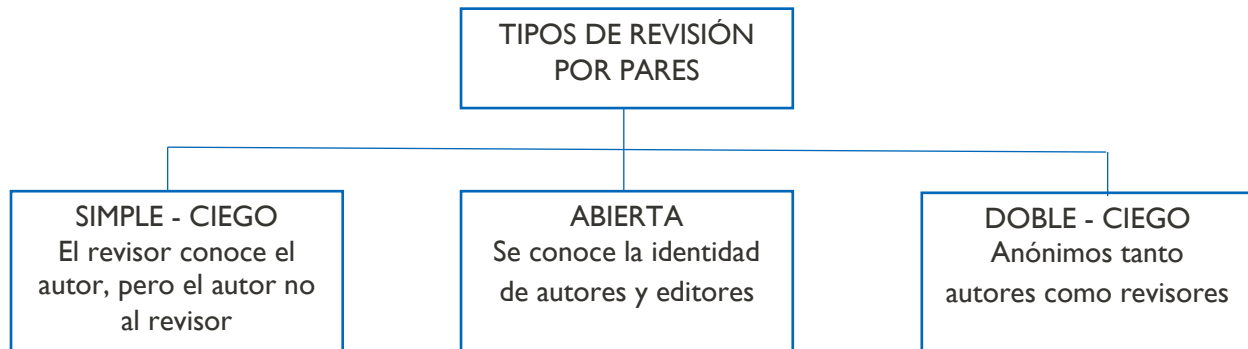 TIPOS DE REVISIÓN
POR PARES
SIMPLE - CIEGO
El revisor conoce el
autor, pero el autor no
al revisor
ABIERTA
Se conoce la identidad
de autores y editores
DOBLE - CIEGO
Anónimos tanto
autores como revisores